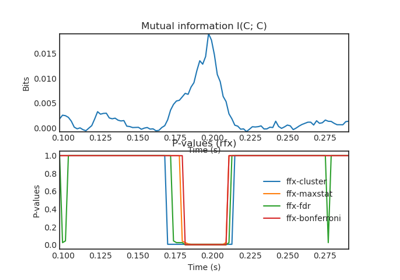 Mutual information I(C; C)
Bits
0.015
0.010
0.005
0.000
0.100 0.125 0.150 0.175 0.200 0.225 0.250 0.275
Time (s)
P-values (rfx)
P-values
1.0
0.8
0.6
0.4
0.2
0.0
ffx-cluster
ffx-maxstat
ffx-fdr
ffx-bonferroni
0.100 0.125 0.150 0.175 0.200 0.225 0.250 0.275
Time (s)